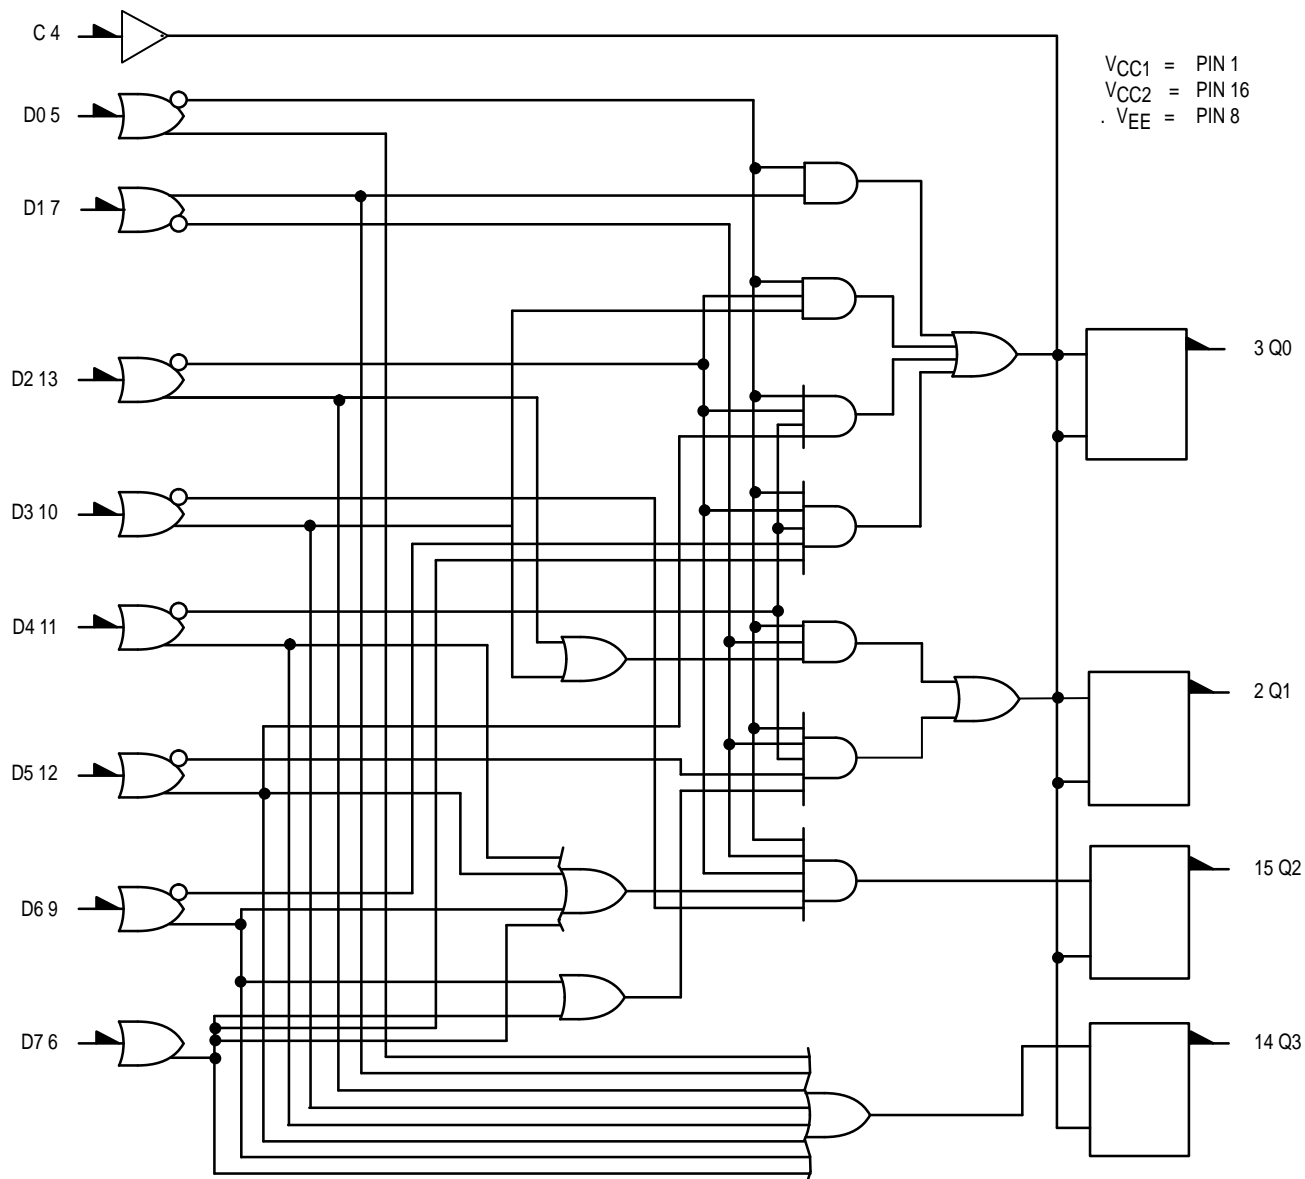 C 4
VCC1 = PIN 1
VCC2 = PIN 16
. VEE = PIN 8
D0 5
D1 7
3 Q0
D2 13
D3 10
D4 11
2 Q1
D5 12
15 Q2
D6 9
D7 6
14 Q3